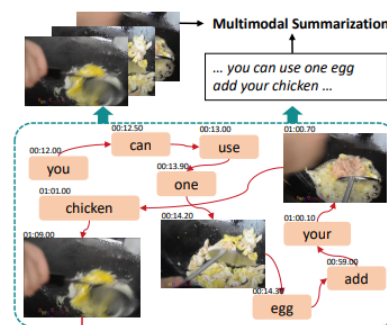 Multimodal Summarization
... you can use one egg
add your chicken ...
00:12.50
can
00:13.00
use
00:12.00
you
00:13.90
one
01:00.70
01:01.00
chicken
00:14.20
01:00.10
your
01:09.00
00:14.30
egg
00:59.00
add